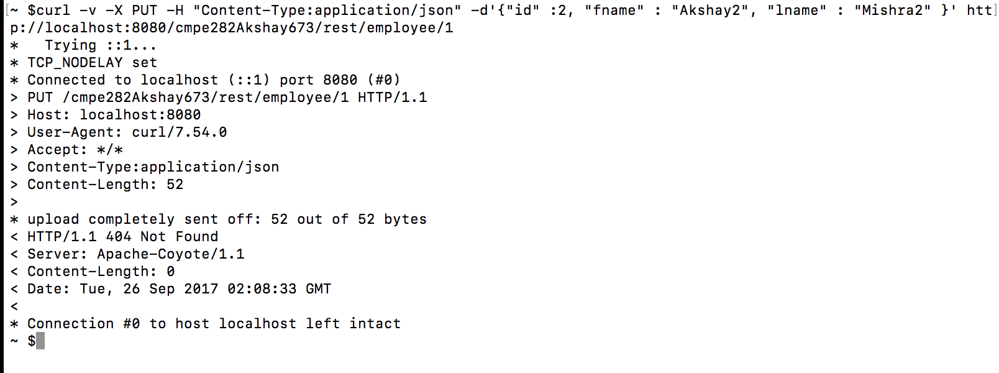 [~ $curl -v -X PUT -H "Content-Type:application/json" -d'{"id" :2, "fname" : "Akshay2", "lname" : "Mishra2" }' htt]
p://localhost:8080/cmpe282Akshay673/rest/employee/1
*   Trying ::1...
* TCP_NODELAY set
* Connected to localhost (::1) port 8080 (#0)
> PUT /cmpe282Akshay673/rest/employee/1 HTTP/1.1
> Host: localhost:8080
> User-Agent: curl/7.54.0
> Accept: */*
> Content-Type:application/json
> Content-Length: 52
>
* upload completely sent off: 52 out of 52 bytes
< HTTP/1.1 404 Not Found
< Server: Apache-Coyote/1.1
< Content-Length: 0
< Date: Tue, 26 Sep 2017 02:08:33 GMT
<
* Connection #0 to host localhost left intact
~ $